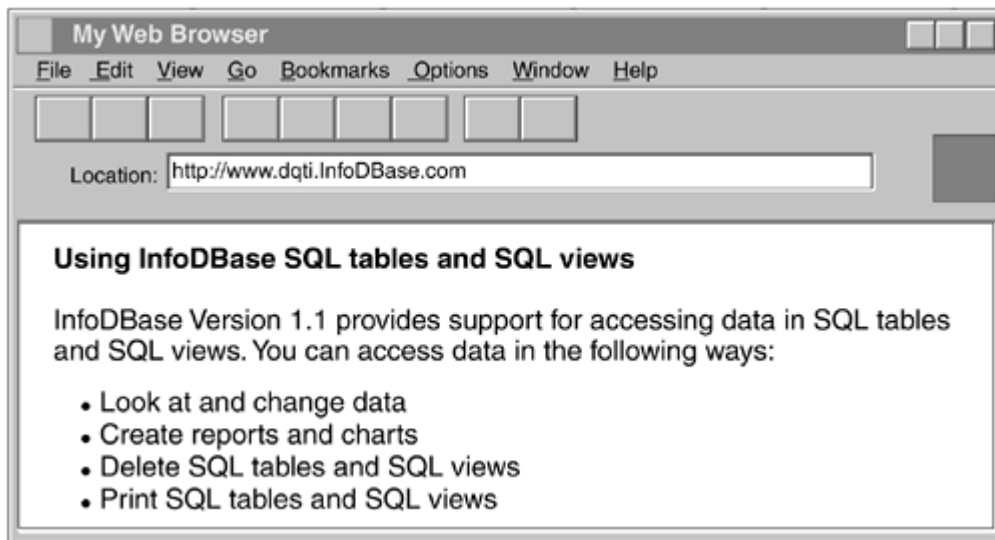 My Web Browser
File Edit View Go Bookmarks Options Window Help
Location: http://www.dqti.InfoDBase.com
Using InfoDBase SQL tables and SQL views
InfoDBase Version 1.1 provides support for accessing data in SQL tables
and SQL views. You can access data in the following ways:
• Look at and change data
• Create reports and charts
• Delete SQL tables and SQL views
• Print SQL tables and SQL views